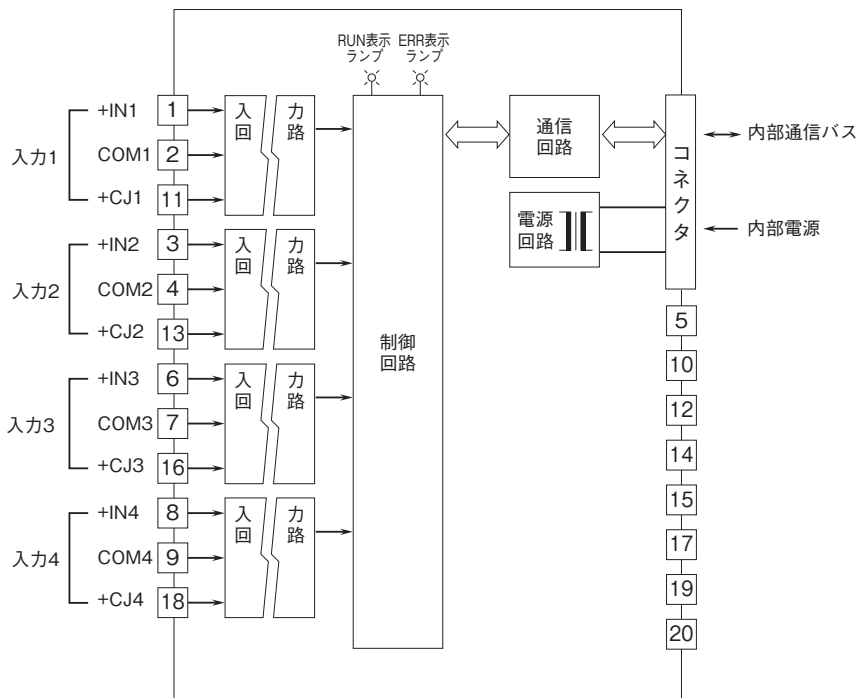 RUN表示
ランプ
ERR表示
ランプ
入力1
+IN1
1
COM1
2
+CJ1
11
入回
力路
入力2
+IN2
3
COM2
4
+CJ2
13
入回
力路
入力3
+IN3
6
COM3
7
+CJ3
16
入回
力路
入力4
+IN4
8
COM4
9
+CJ4
18
入回
力路
制御
回路
通信
回路
電源
回路
コネクタ
内部通信バス
内部電源
5
10
12
14
15
17
19
20